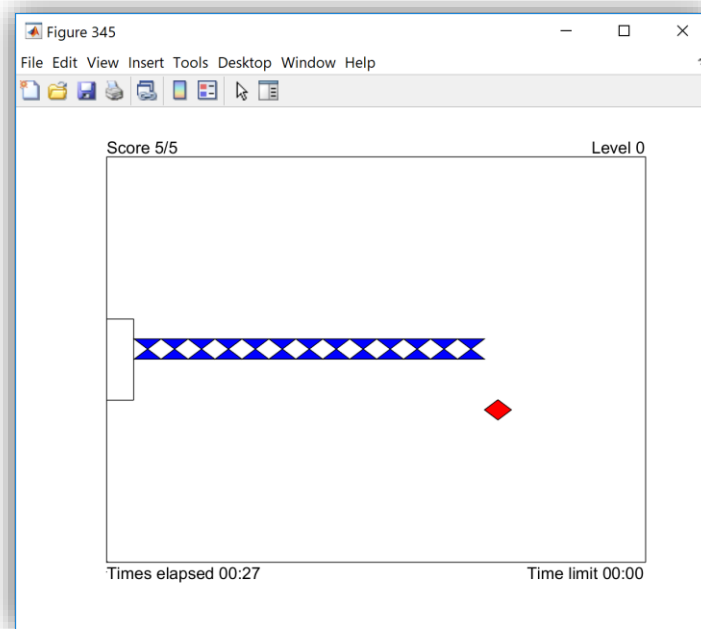 Figure 345
File Edit View Insert Tools Desktop Window Help
Score 5/5 Level 0
Times elapsed 00:27 Time limit 00:00